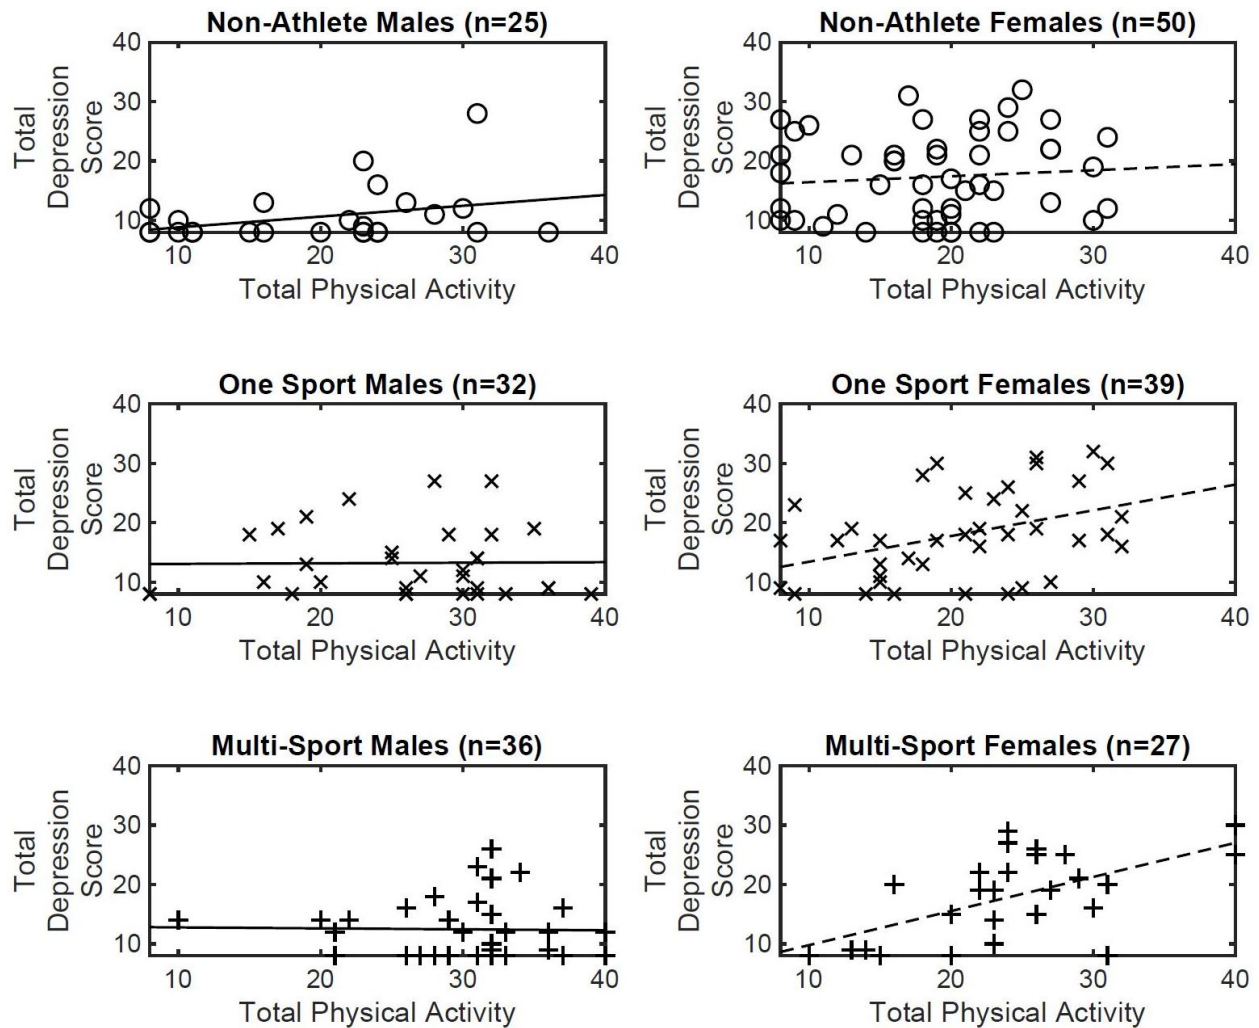 Non-Athlete Males (n=25)
40
30
20
10
Total
Depression
Score
10 20 30 40
Total Physical Activity
Non-Athlete Females (n=50)
40
30
20
10
Total
Depression
Score
10 20 30 40
Total Physical Activity
One Sport Males (n=32)
40
30
20
10
Total
Depression
Score
10 20 30 40
Total Physical Activity
One Sport Females (n=39)
40
30
20
10
Total
Depression
Score
10 20 30 40
Total Physical Activity
Multi-Sport Males (n=36)
40
30
20
10
Total
Depression
Score
10 20 30 40
Total Physical Activity
Multi-Sport Females (n=27)
40
30
20
10
Total
Depression
Score
10 20 30 40
Total Physical Activity